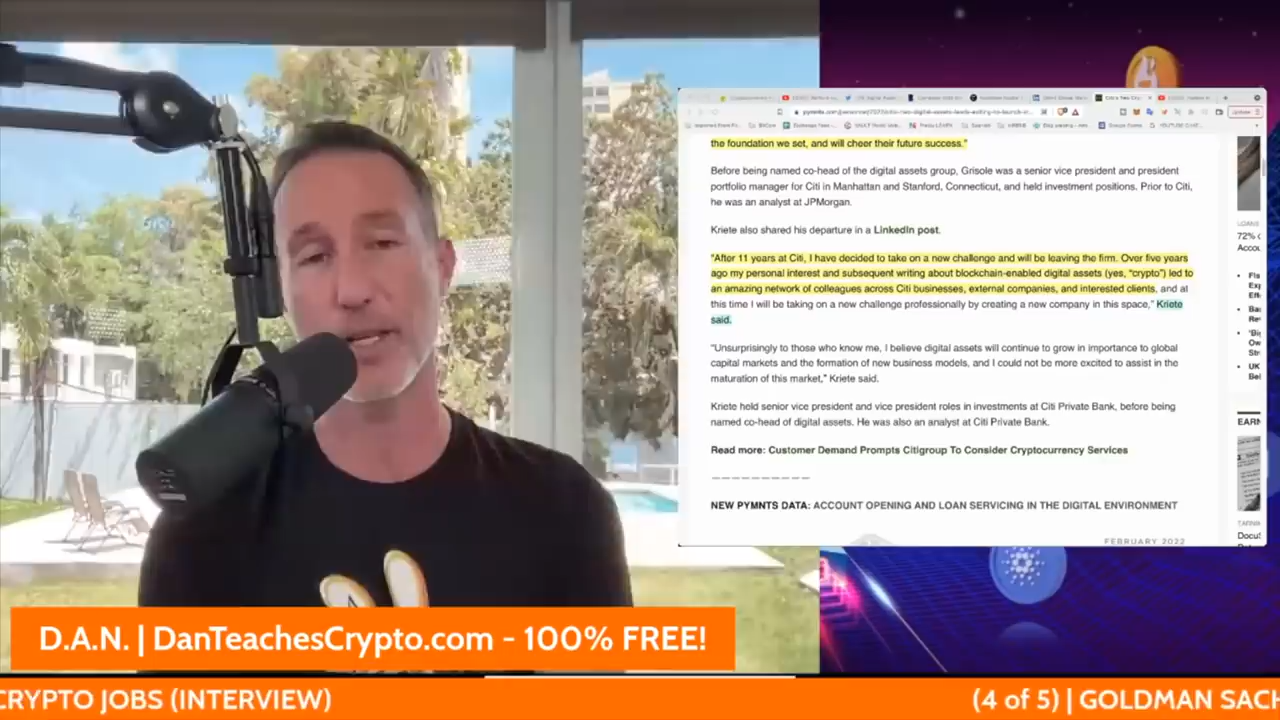 the foundation we set, and will cheer their future success."
Before being named co-head of the digital assets group, Grisole was a senior vice president and president
portfolio manager for Citi in Manhattan and Stanford, Connecticut, and held investment positions. Prior to Citi,
he was an analyst at JPMorgan.
Kriete also shared his departure in a LinkedIn post.
"After 11 years at Citi, I have decided to take on a new challenge and will be leaving the firm. Over five years
ago my personal interest and subsequent writing about blockchain-enabled digital assets (yes, "crypto") led to
an amazing network of colleagues across Citi businesses, external companies, and interested clients, and at
this time I will be taking on a new challenge professionally by creating a new company in this space," Kriete
said.
"Unsurprisingly to those who know me, I believe digital assets will continue to grow in importance to global
capital markets and the formation of new business models, and I could not be more excited to assist in the
maturation of this market," Kriete said.
Kriete held senior vice president and vice president roles in investments at Citi Private Bank, before being
named co-head of digital assets. He was also an analyst at Citi Private Bank.
Read more: Customer Demand Prompts Citigroup To Consider Cryptocurrency Services
NEW PYMNTS DATA: ACCOUNT OPENING AND LOAN SERVICING IN THE DIGITAL ENVIRONMENT
FEBRUARY 2022
LOANS
72% c
Accou
UK
EARN
D.A.N. | DanTeachesCrypto.com - 100% FREE!
CRYPTO JOBS (INTERVIEW)
(4 of 5) | GOLDMAN SACH